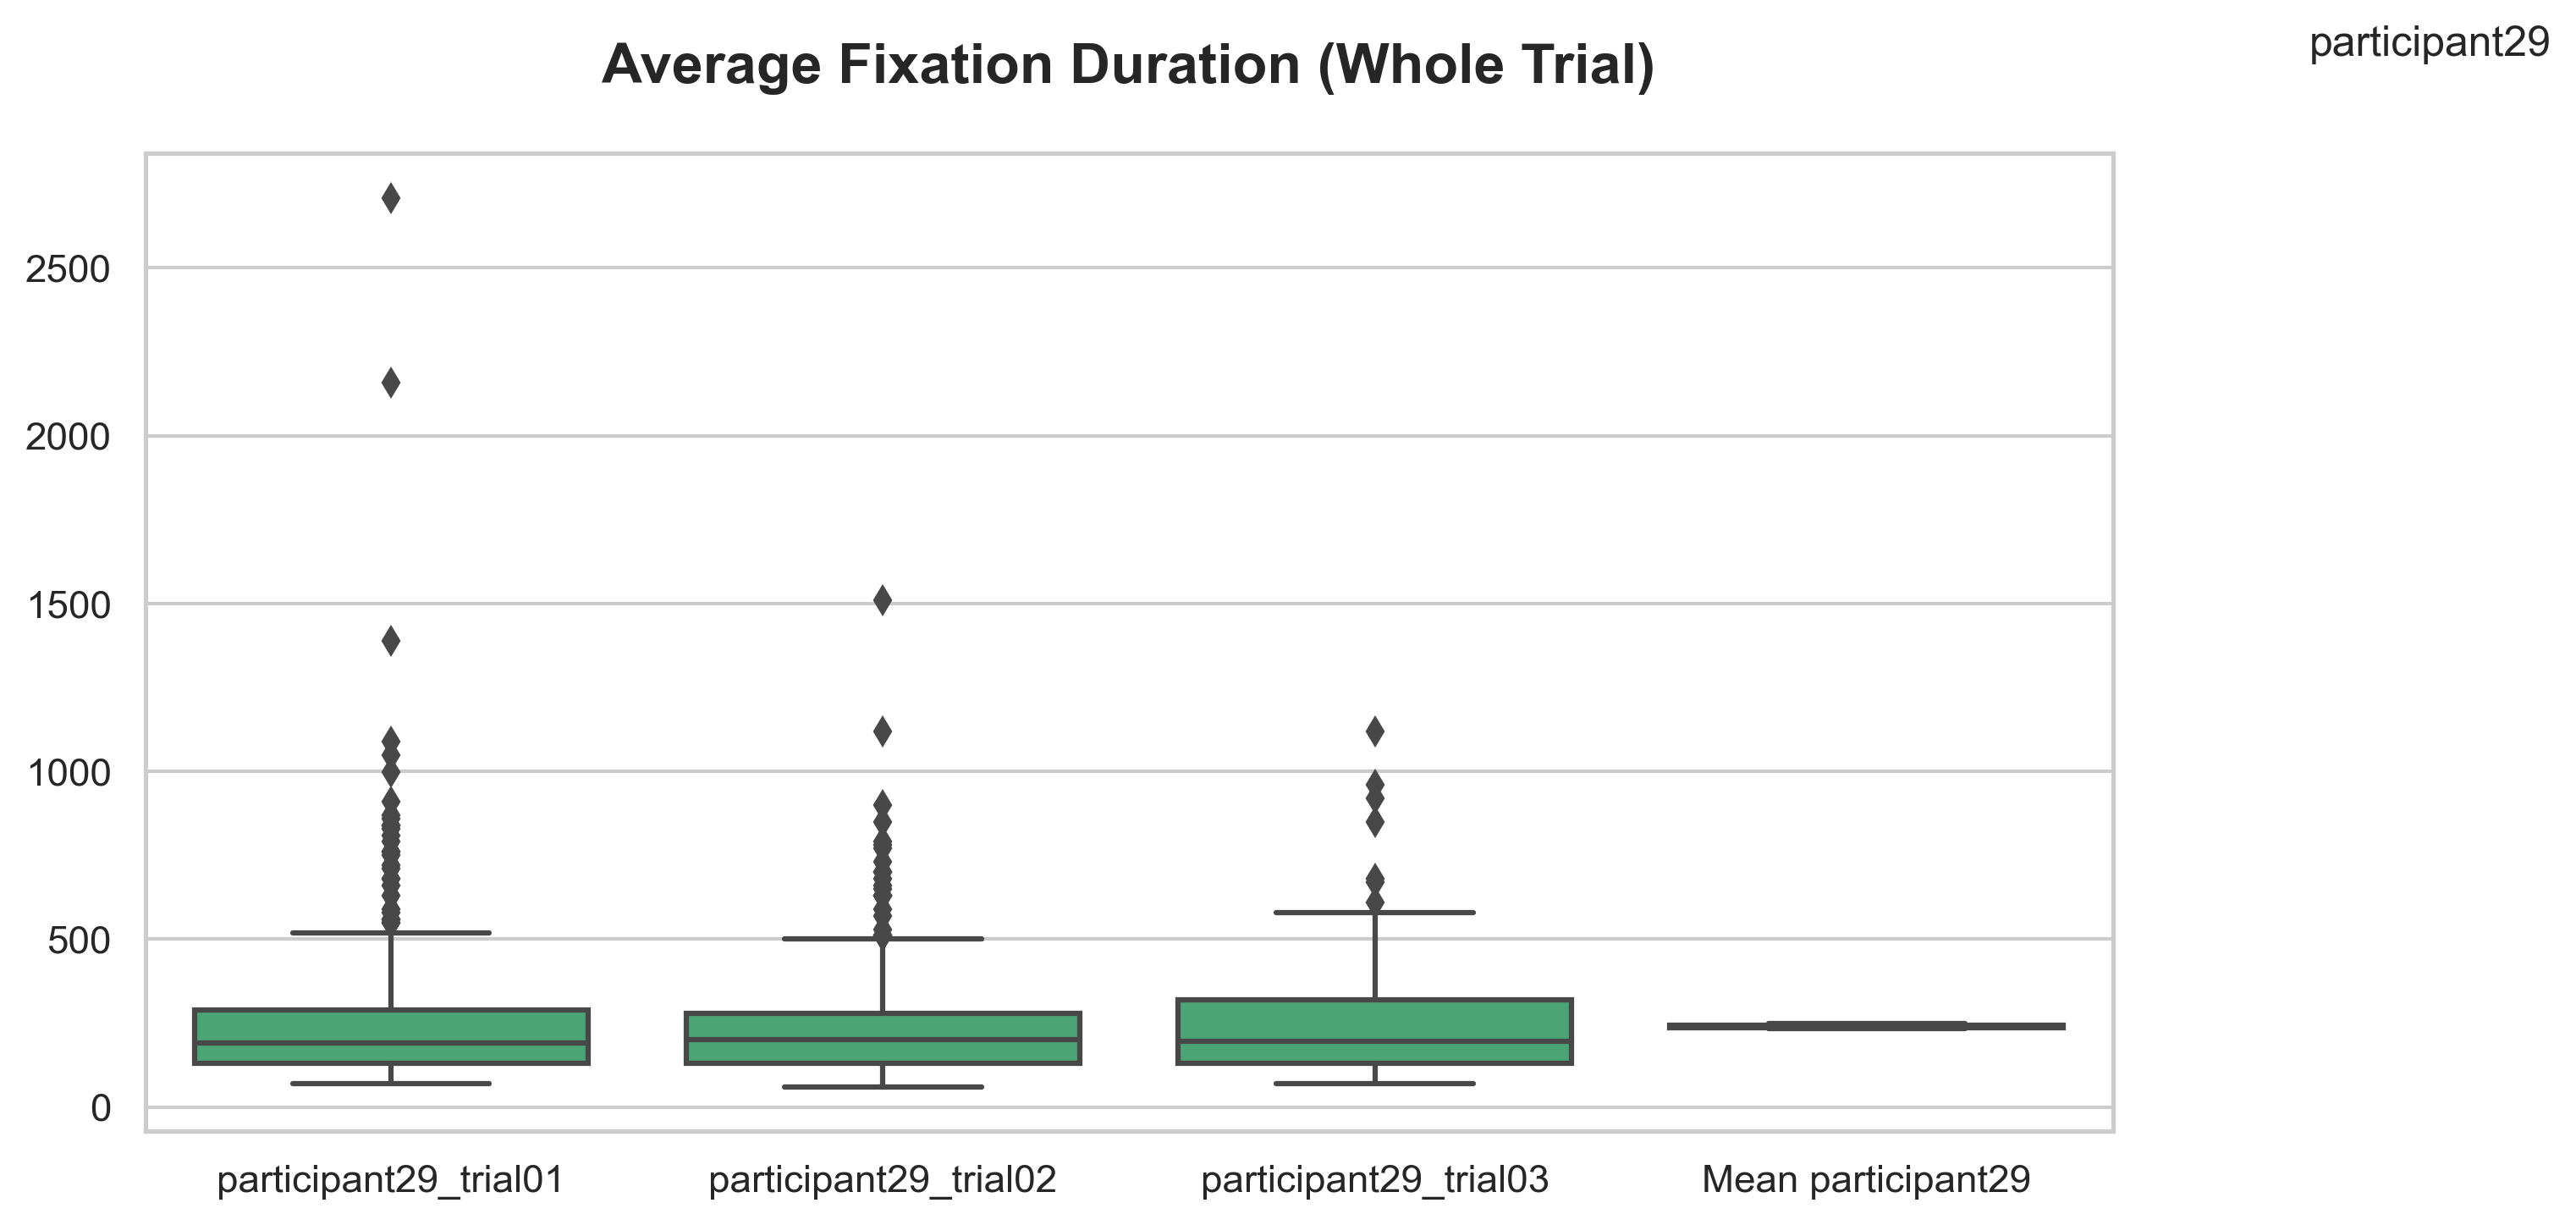 participant29
Average Fixation Duration (Whole Trial)
2500
2000
1500
1000
500
0
participant29_trial01
participant29_trial02
participant29_trial03
Mean participant29